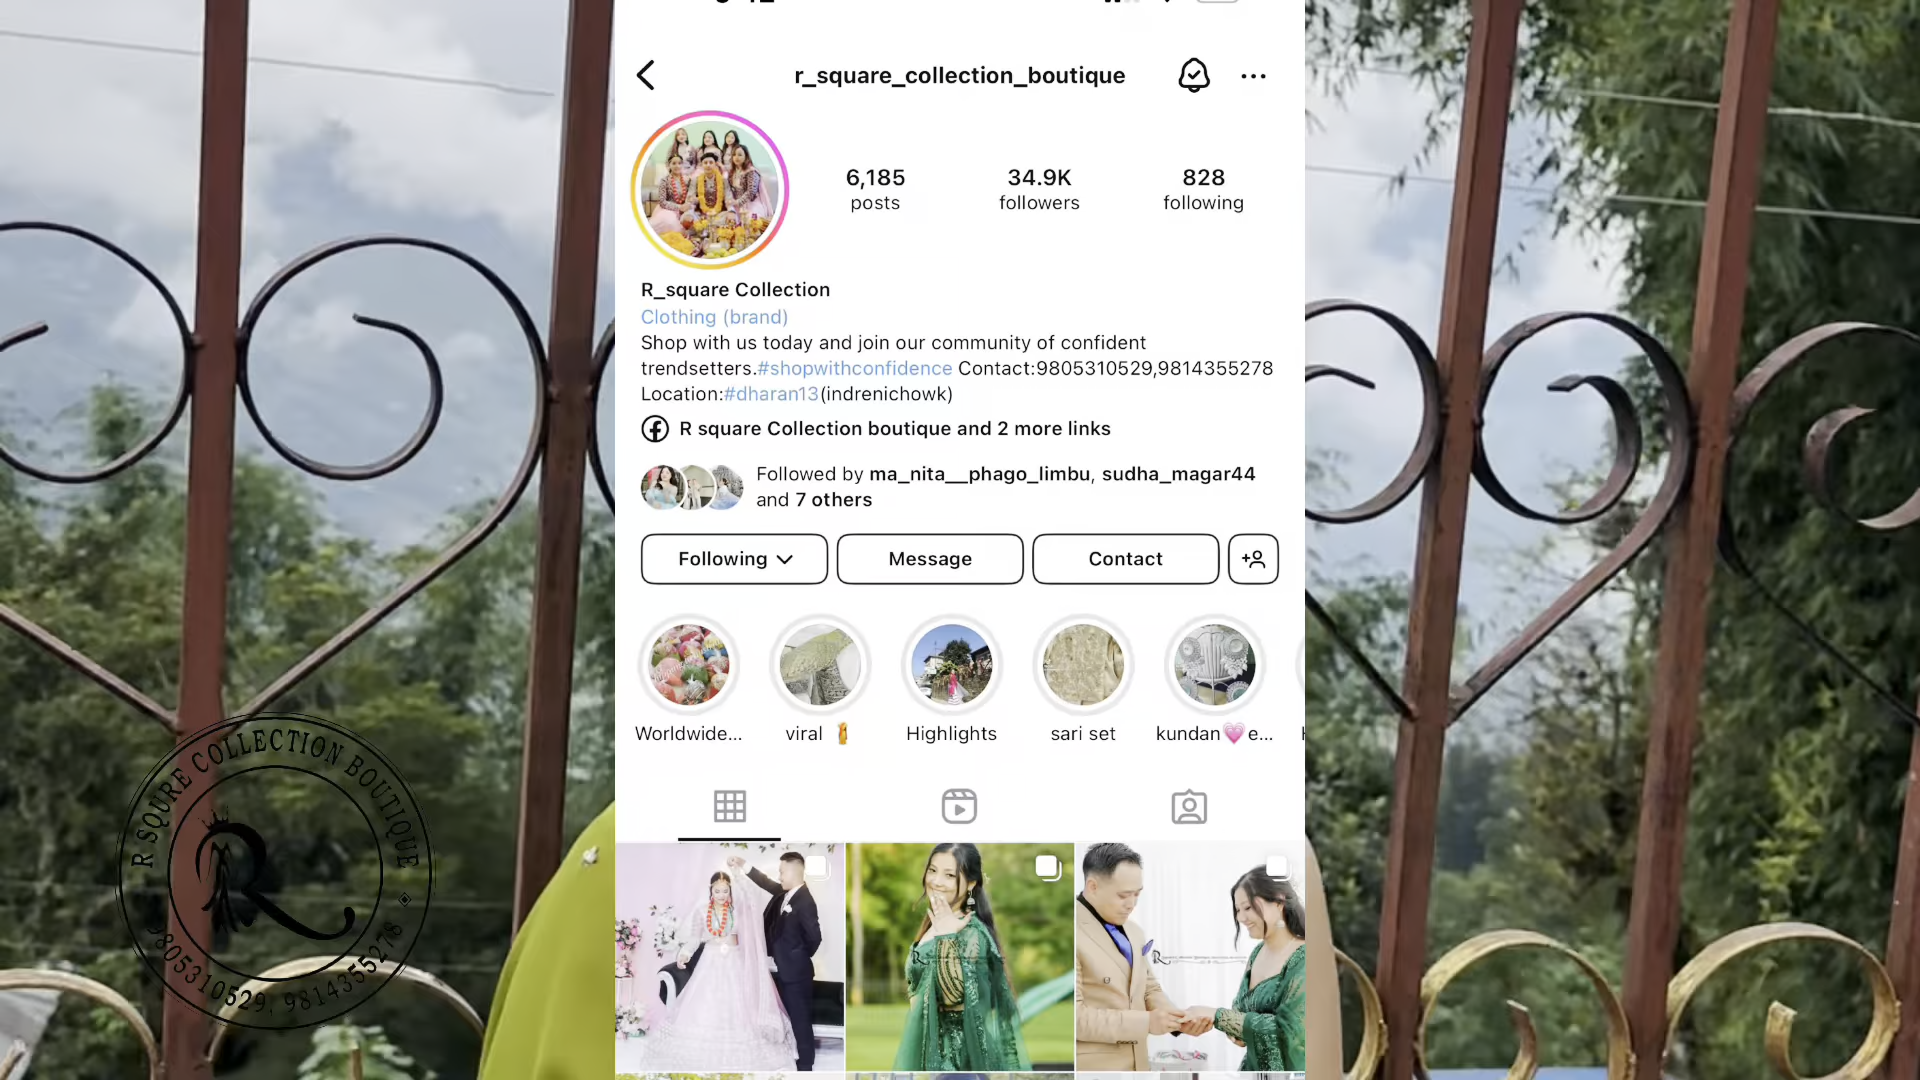 r_square_collection_boutique
6,185
posts
34.9K
followers
828
following
R_square Collection
Clothing (brand)
Shop with us today and join our community of confident
trendsetters.#shopwithconfidence Contact:9805310529,9814355278
Location:#dharan13(indrenichowk)
R square Collection boutique and 2 more links
Followed by ma_nita__phago_limbu, sudha_magar44
and 7 others
Following
Message
Contact
Worldwide...
viral
Highlights
sari set
kundan💗e...
R SQURE COLLECTION BOUTIQUE
9805310529, 9814355278
R